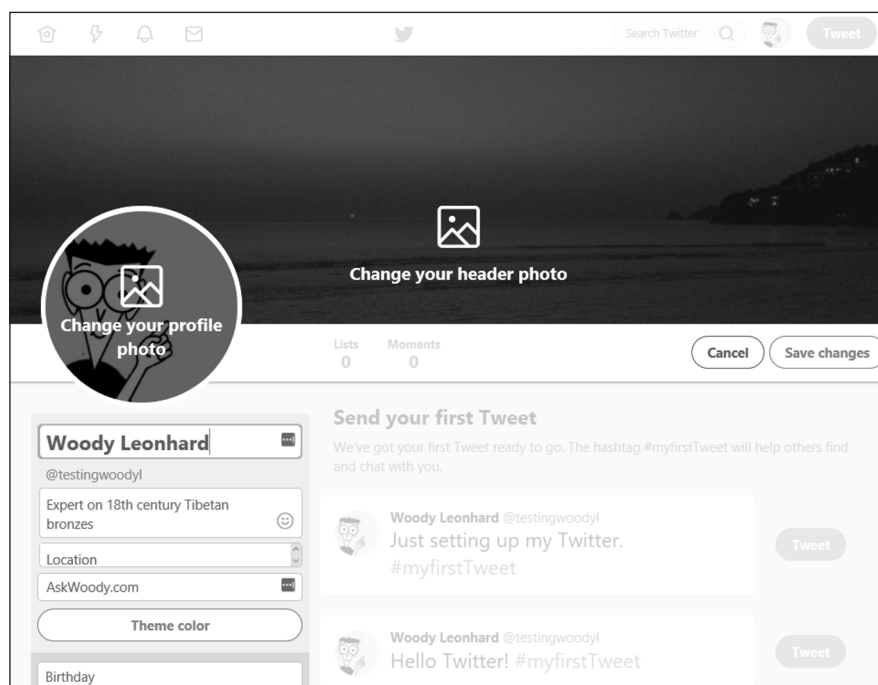 Search Twitter
Tweet
Change your header photo
Change your profile
photo
Lists
Moments
0
0
Cancel
Save changes
Woody Leonhard
@testingwoodyl
Expert on 18th century Tibetan
bronzes
Location
AskWoody.com
Theme color
Birthday
Send your first Tweet
We've got your first Tweet ready to go. The hashtag #myfirstTweet will help others find
and chat with you.
Woody Leonhard @testingwoodyl
Just setting up my Twitter.
#myfirstTweet
Tweet
Woody Leonhard @testingwoodyl
Hello Twitter! #myfirstTweet
Tweet